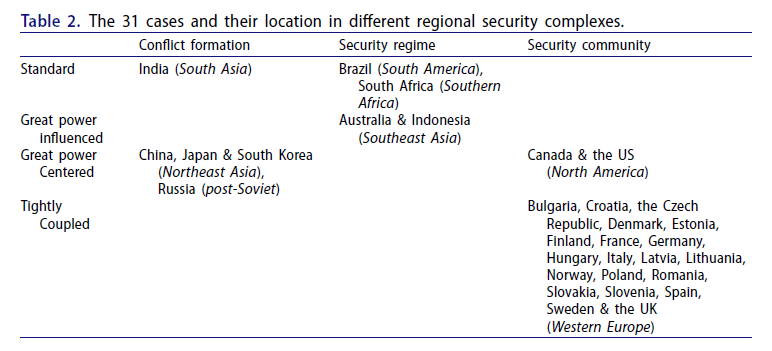 Table 2. The 31 cases and their location in different regional security complexes.
Conflict formation Security regime Security community
Standard India (South Asia) Brazil (South America),
South Africa (Southern
Africa)
Great power Australia & Indonesia
influenced (Southeast Asia)
Great power China, Japan & South Korea Canada & the US
Centered (Northeast Asia), (North America)
Russia (post-Soviet)
Tightly Bulgaria, Croatia, the Czech
Coupled Republic, Denmark, Estonia,
Finland, France, Germany,
Hungary, Italy, Latvia, Lithuania,
Norway, Poland, Romania,
Slovakia, Slovenia, Spain,
Sweden & the UK
(Western Europe)